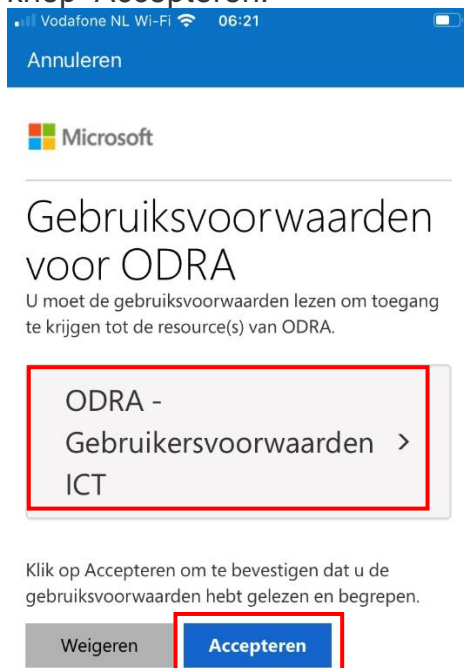 knop 'Accepteren.
Vodafone NL Wi-Fi 06:21
Annuleren
Microsoft
Gebruiksvoorwaarden
voor ODRA
U moet de gebruiksvoorwaarden lezen om toegang
te krijgen tot de resource(s) van ODRA.
ODRA -
Gebruikersvoorwaarden >
ICT
Klik op Accepteren om te bevestigen dat u de
gebruiksvoorwaarden hebt gelezen en begrepen.
Weigeren Accepteren